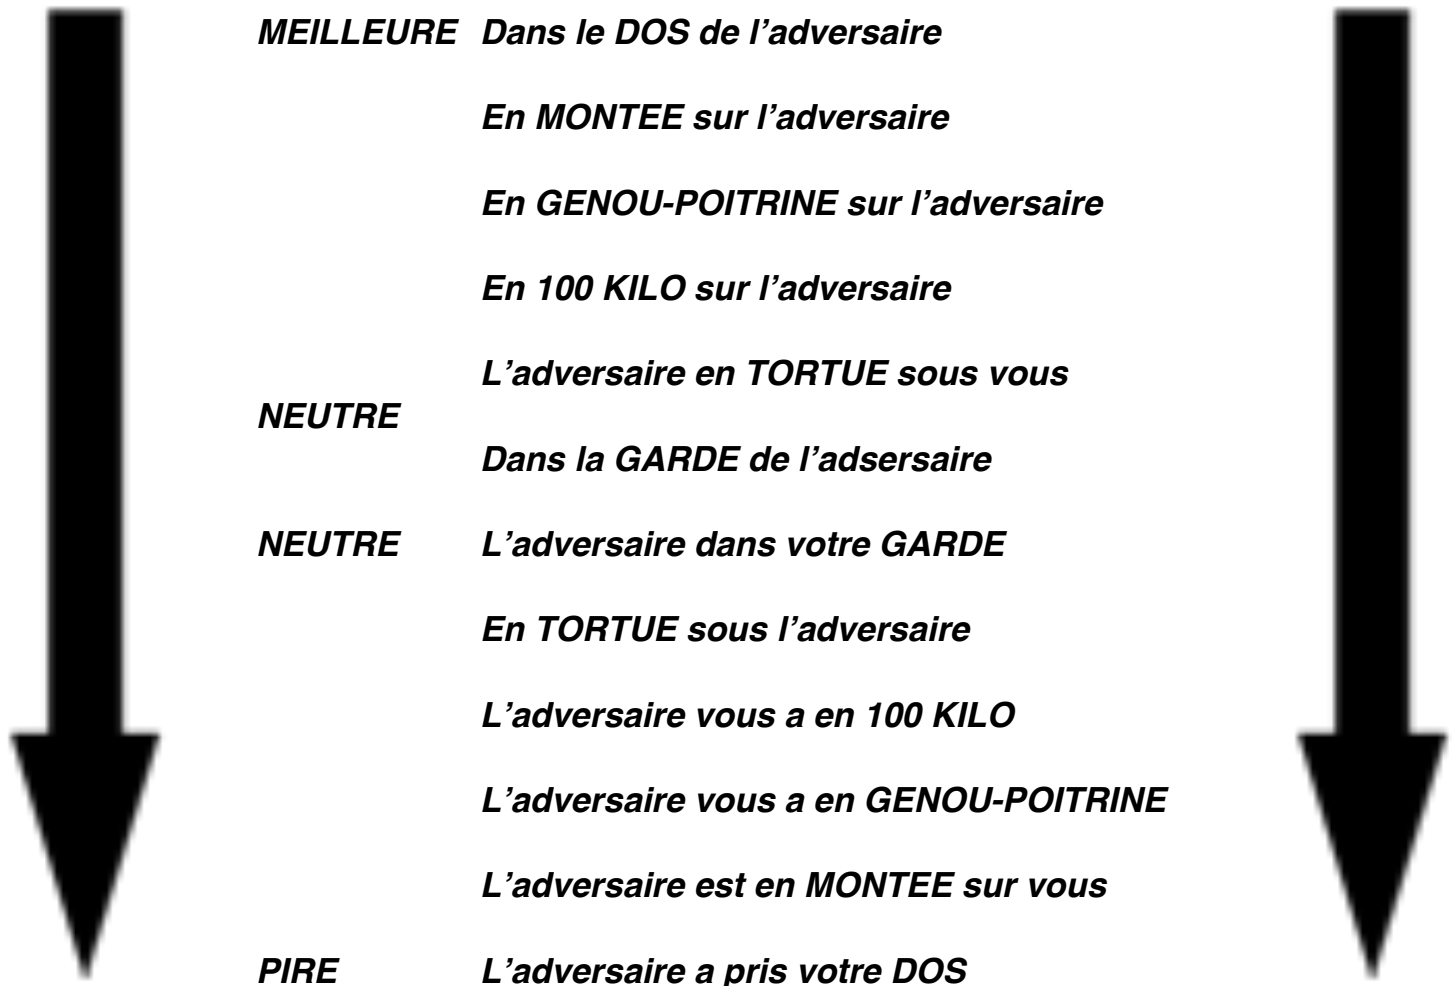 MEILLEURE Dans le DOS de l’adversaire
En MONTEE sur l’adversaire
En GENOU-POITRINE sur l’adversaire
En 100 KILO sur l’adversaire
L’adversaire en TORTUE sous vous
NEUTRE
Dans la GARDE de l’adsersaire
NEUTRE L’adversaire dans votre GARDE
En TORTUE sous l’adversaire
L’adversaire vous a en 100 KILO
L’adversaire vous a en GENOU-POITRINE
L’adversaire est en MONTEE sur vous
PIRE L’adversaire a pris votre DOS